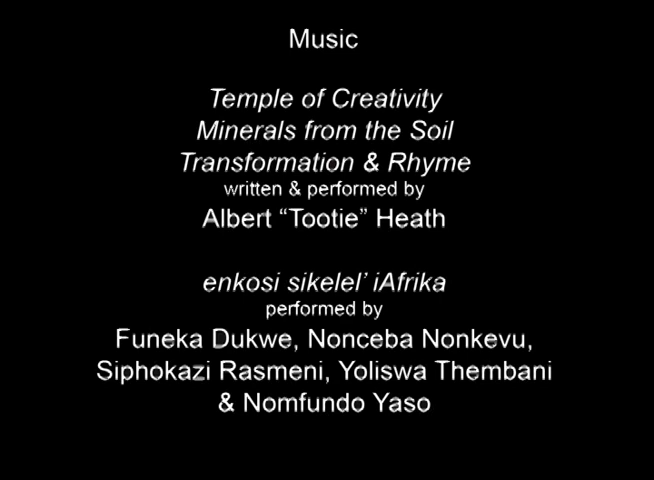 Music
Temple of Creativity
Minerals from the Soil
Transformation & Rhyme
written & performed by
Albert “Tootie” Heath
enkosi sikelel’ iAfrika
performed by
Funeka Dukwe, Nonceba Nonkevu,
Siphokazi Rasmeni, Yoliswa Thembani
& Nomfundo Yaso